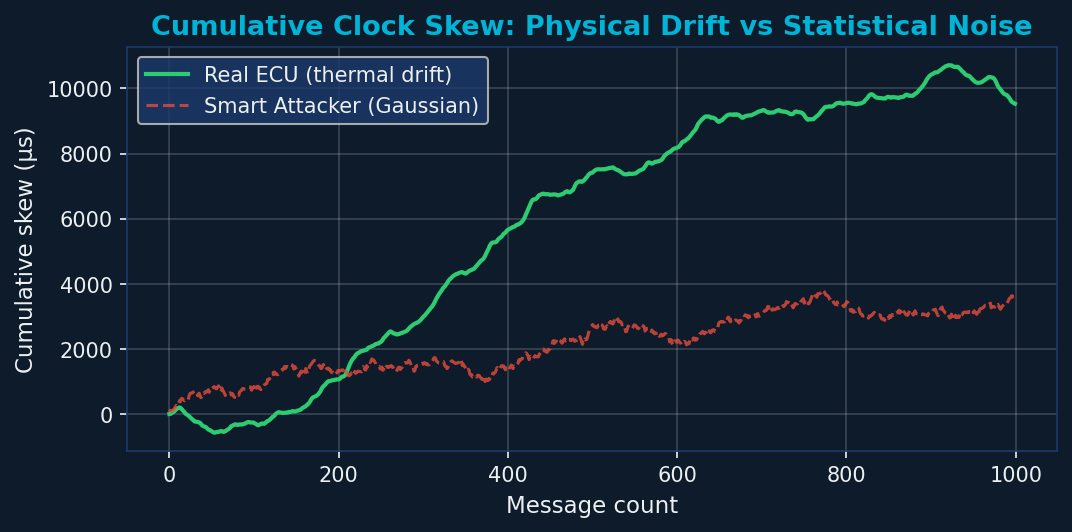 Cumulative Clock Skew: Physical Drift vs Statistical Noise
Real ECU (thermal drift)
Smart Attacker (Gaussian)
Cumulative skew (µs)
10000
8000
6000
4000
2000
0
0 200 400 600 800 1000
Message count